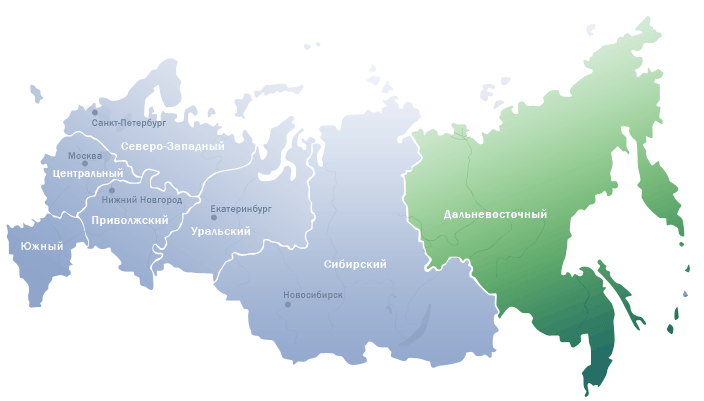 Санкт-Петербург
Северо-Западный
Москва
Центральный
Нижний Новгород
Екатеринбург
Дальневосточный
Приволжский
Уральский
Южный
Сибирский
Новосибирск